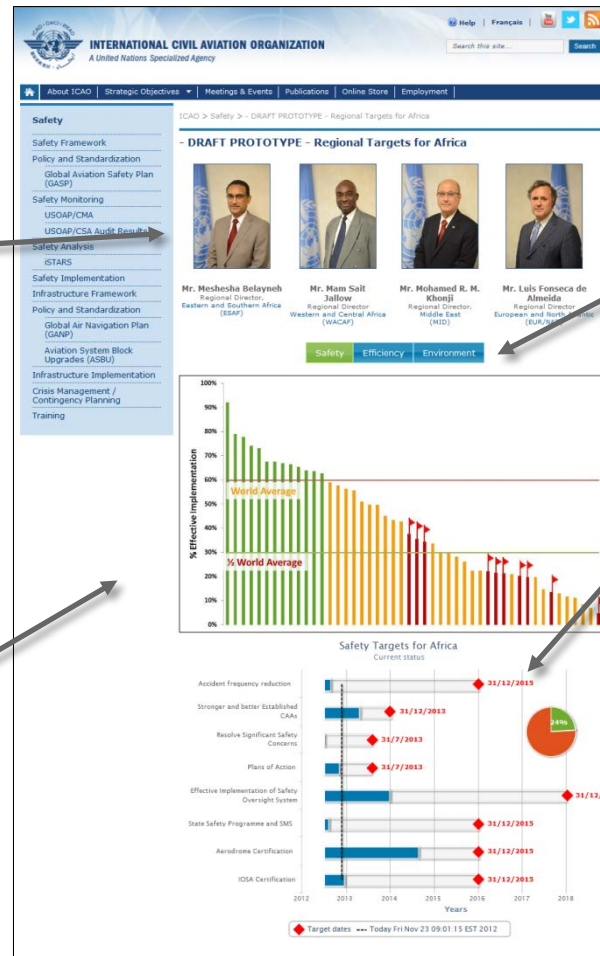 Help | Français |
INTERNATIONAL CIVIL AVIATION ORGANIZATION
A United Nations Specialized Agency
Search this site...
Search
About ICAO | Strategic Objectives | Meetings & Events | Publications | Online Store | Employment |
Safety
Safety Framework
Policy and Standardization
Global Aviation Safety Plan
(GASP)
Safety Monitoring
USOAP/CMA
USOAP/CSA Audit Results
Safety Analysis
iSTARS
Safety Implementation
Infrastructure Framework
Policy and Standardization
Global Air Navigation Plan
(GANP)
Aviation System Block
Upgrades (ASBU)
Infrastructure Implementation
Crisis Management /
Contingency Planning
Training
ICAO > Safety > - DRAFT PROTOTYPE - Regional Targets for Africa
- DRAFT PROTOTYPE - Regional Targets for Africa
Mr. Meshesha Belayneh
Regional Director,
Eastern and Southern Africa
(ESAF)
Mr. Mam Sait
Jallow
Regional Director
Western and Central Africa
(WACAF)
Mr. Mohamed R. M.
Khonji
Regional Director
Middle East
(MID)
Mr. Luis Fonseca de
Almeida
Regional Director
European and North Atlantic
Safety
Efficiency
Environment
% Effective Implementation
100%
90%
80%
70%
60%
50%
40%
30%
20%
10%
0%
World Average
½ World Average
Safety Targets for Africa
Current status
Accident frequency reduction
31/12/2015
Stronger and better Established
CAAs
31/12/2013
Resolve Significant Safety
Concerns
31/7/2013
Plans of Action
31/7/2013
Effective Implementation of Safety
Oversight System
31/12/
State Safety Programme and SMS
31/12/2015
Aerodrome Certification
31/12/2015
IOSA Certification
31/12/2015
24%
2012 2013 2014 2015 2016 2017 2018
Years
Target dates --- Today Fri Nov 23 09:01:15 EST 2012